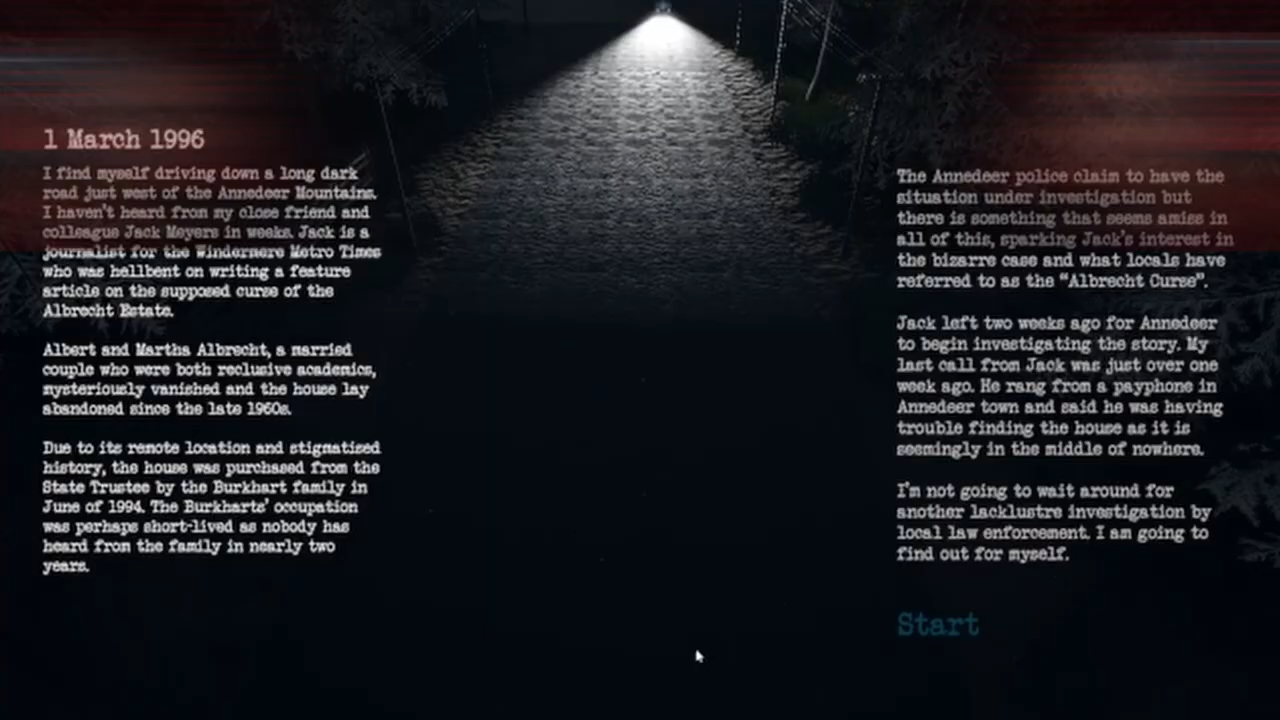 1 March 1996
I find myself driving down a long dark
road just west of the Annedeer Mountains.
I haven't heard from my close friend and
colleague Jack Meyers in weeks. Jack is a
journalist for the Windermere Metro Times
who was hellbent on writing a feature
article on the supposed curse of the
Albrecht Estate.
Albert and Martha Albrecht, a married
couple who were both reclusive academics,
mysteriously vanished and the house lay
abandoned since the late 1960s.
Due to its remote location and stigmatised
history, the house was purchased from the
State Trustee by the Burkhart family in
June of 1994. The Burkharts' occupation
was perhaps short-lived as nobody has
heard from the family in nearly two
years.
The Annedeer police claim to have the
situation under investigation but
there is something that seems amiss in
all of this, sparking Jack's interest in
the bizarre case and what locals have
referred to as the “Albrecht Curse”.
Jack left two weeks ago for Annedeer
to begin investigating the story. My
last call from Jack was just over one
week ago. He rang from a payphone in
Annedeer town and said he was having
trouble finding the house as it is
seemingly in the middle of nowhere.
I'm not going to wait around for
another lacklustre investigation by
local law enforcement. I am going to
find out for myself.
Start